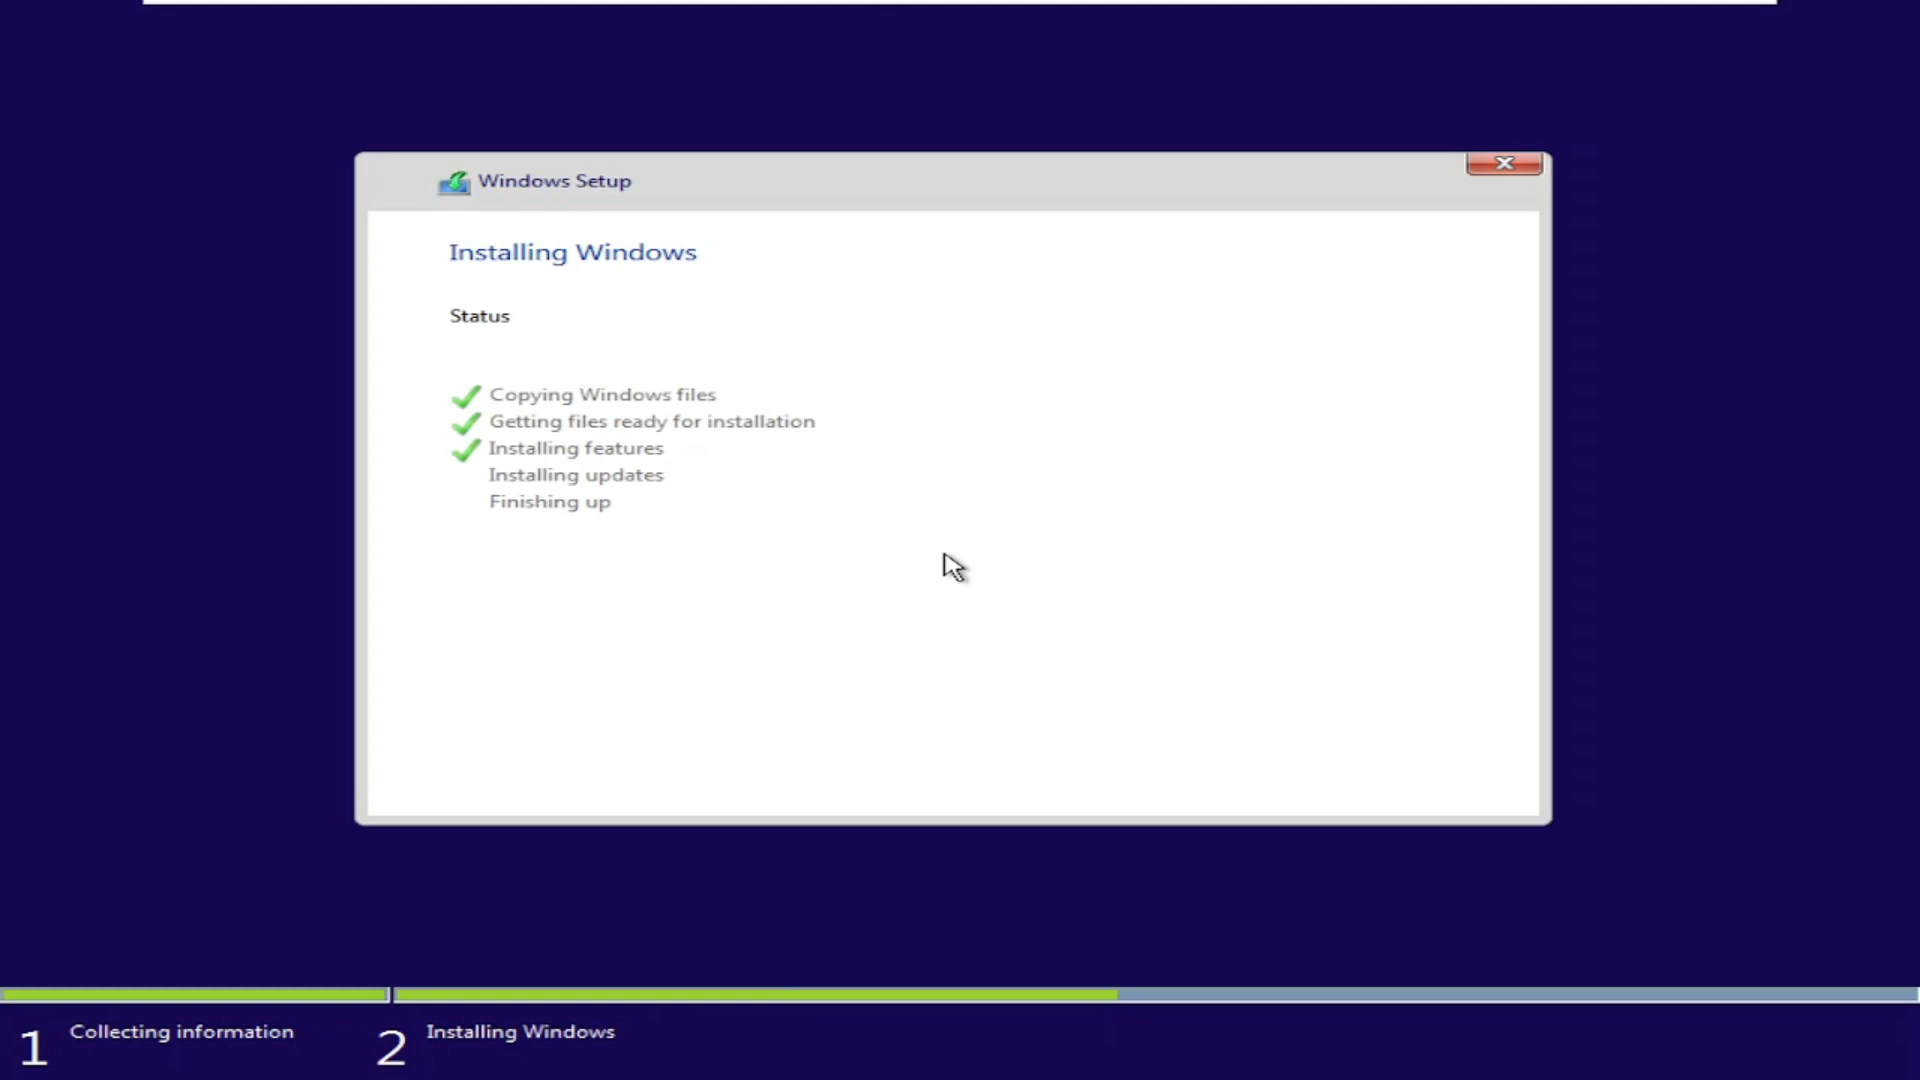 Windows Setup
Installing Windows
Status
Copying Windows files
Getting files ready for installation
Installing features
Installing updates
Finishing up
1 Collecting information
2 Installing Windows